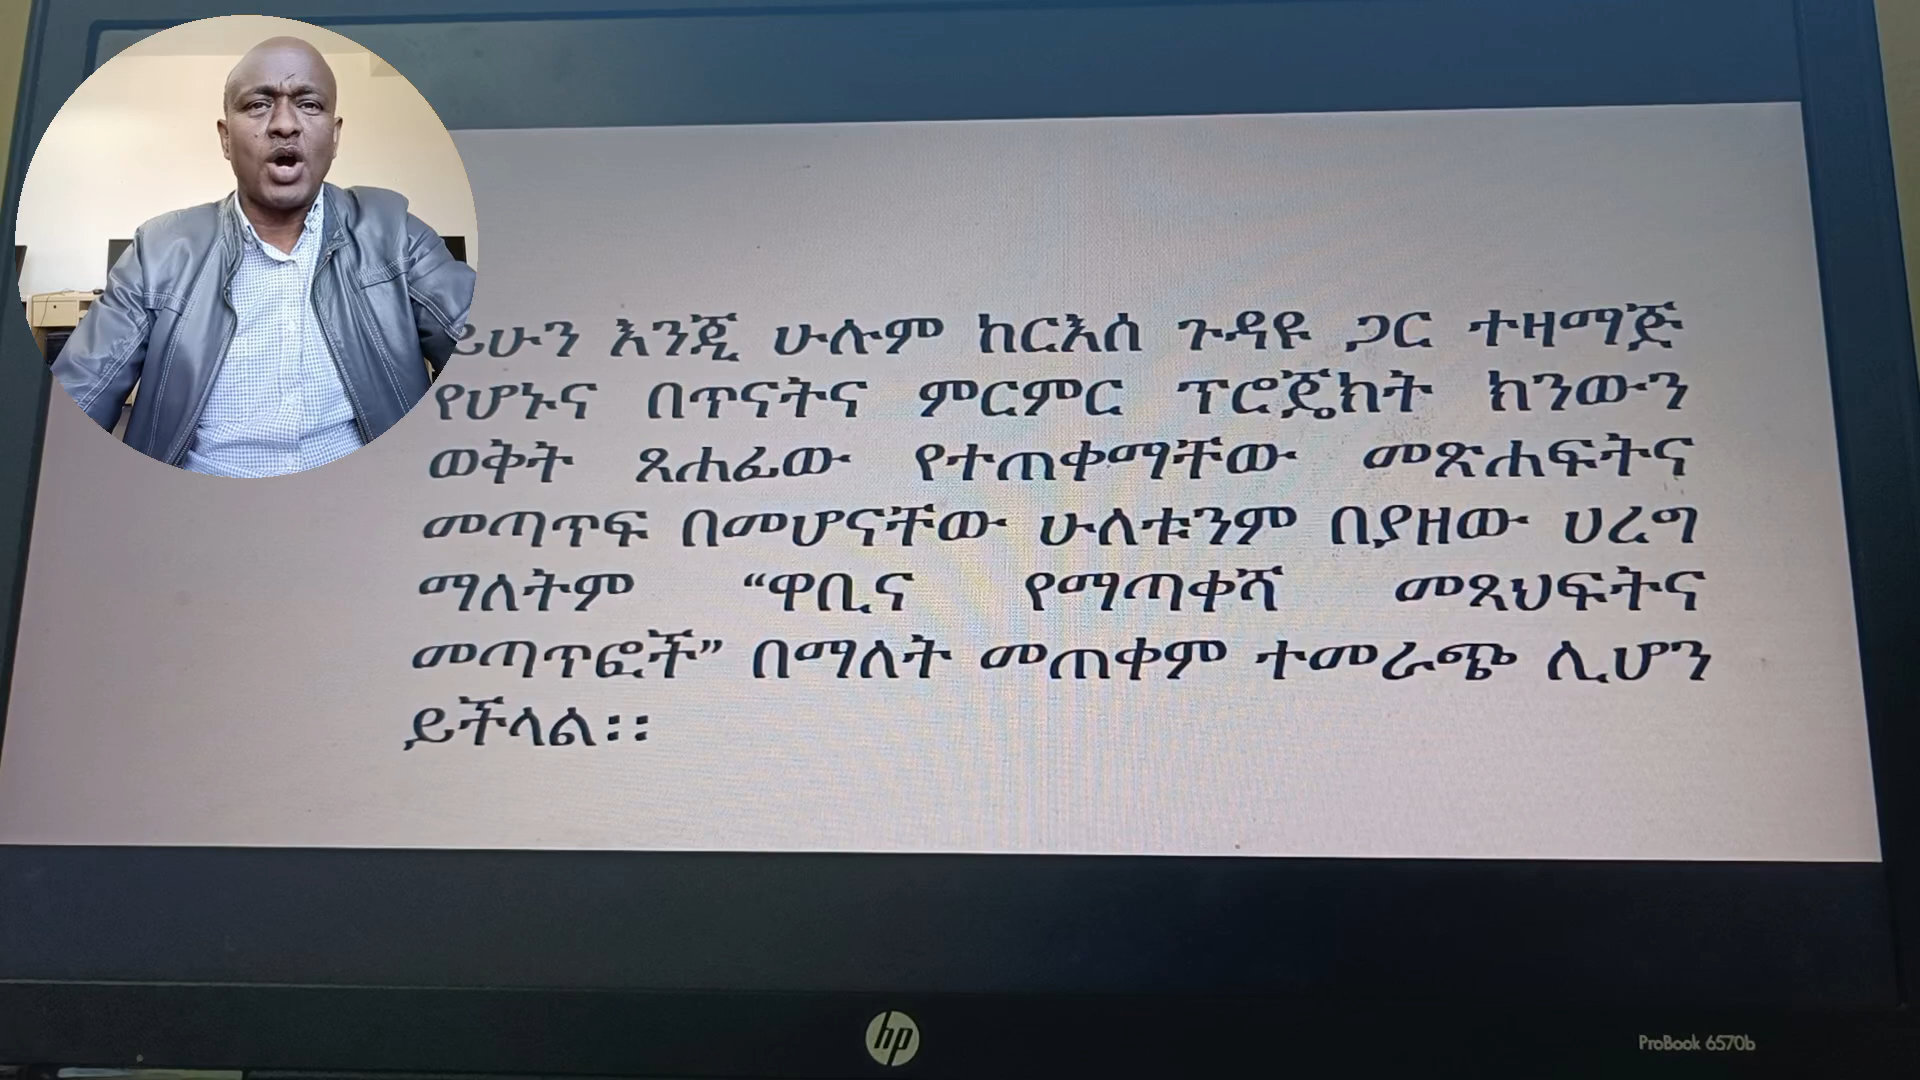 ይሁን እንጂ ሁሉም ከርእሰ ጉዳዩ ጋር ተዛማጅ
የሆኑና በጥናትና ምርምር ፕሮጄክት ክንውን
ወቅት ጸሐፊው የተጠቀማቸው መጽሐፍትና
መጣጥፍ በመሆናቸው ሁለቱንም በያዘው ሀረግ
ማለትም “ዋቢና የማጣቀሻ መጻህፍትና
መጣጥፎች” በማለት መጠቀም ተመራጭ ሊሆን
ይችላል፡፡
hp
ProBook 6570b